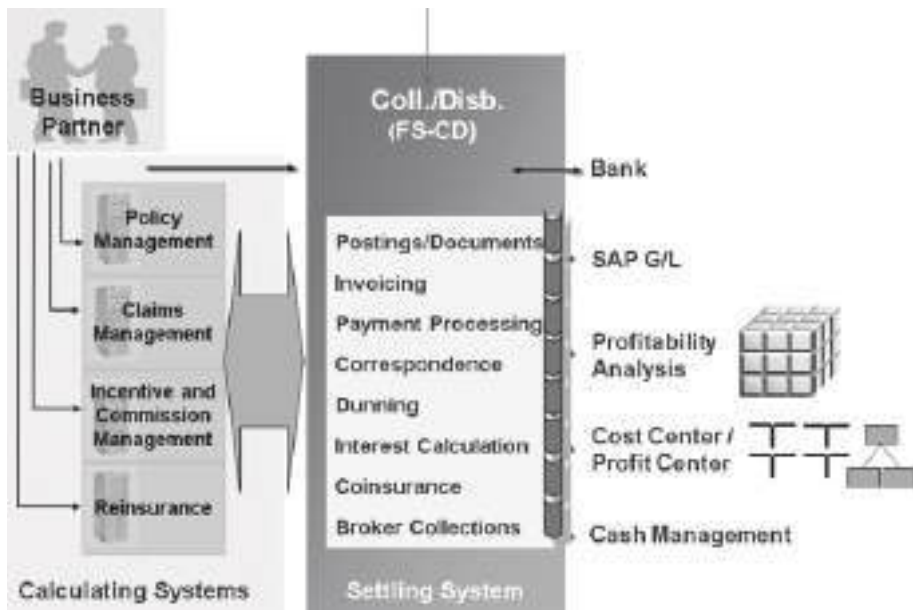 Business
Partner
Policy
Management
Claims
Management
Incentive and
Commission
Management
Reinsurance
Calculating Systems
Coll./Disb.
(FS-CD)
Postings/Documents
Invoicing
Payment Processing
Correspondence
Dunning
Interest Calculation
Coinsurance
Broker Collections
Settling System
Bank
SAP G/L
Profitability
Analysis
Cost Center /
Profit Center
Cash Management